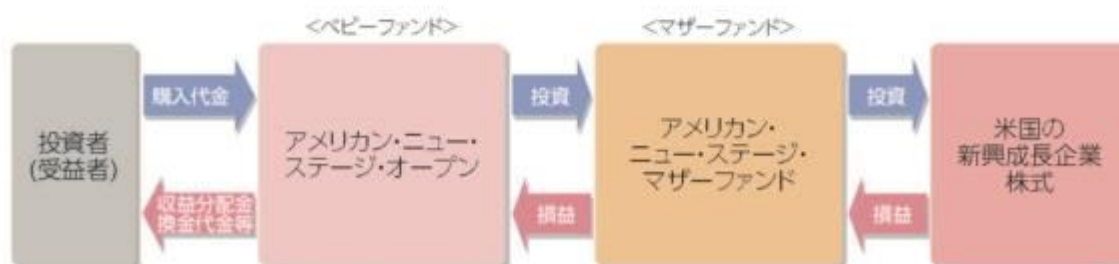 <ベビーファンド>
<マザーファンド>
投資者
(受益者)
購入代金
収益分配金
換金代金等
アメリカン・ニュー・
ステージ・オープン
投資
損益
アメリカン・
ニュー・ステージ・
マザーファンド
投資
損益
米国の
新興成長企業
株式